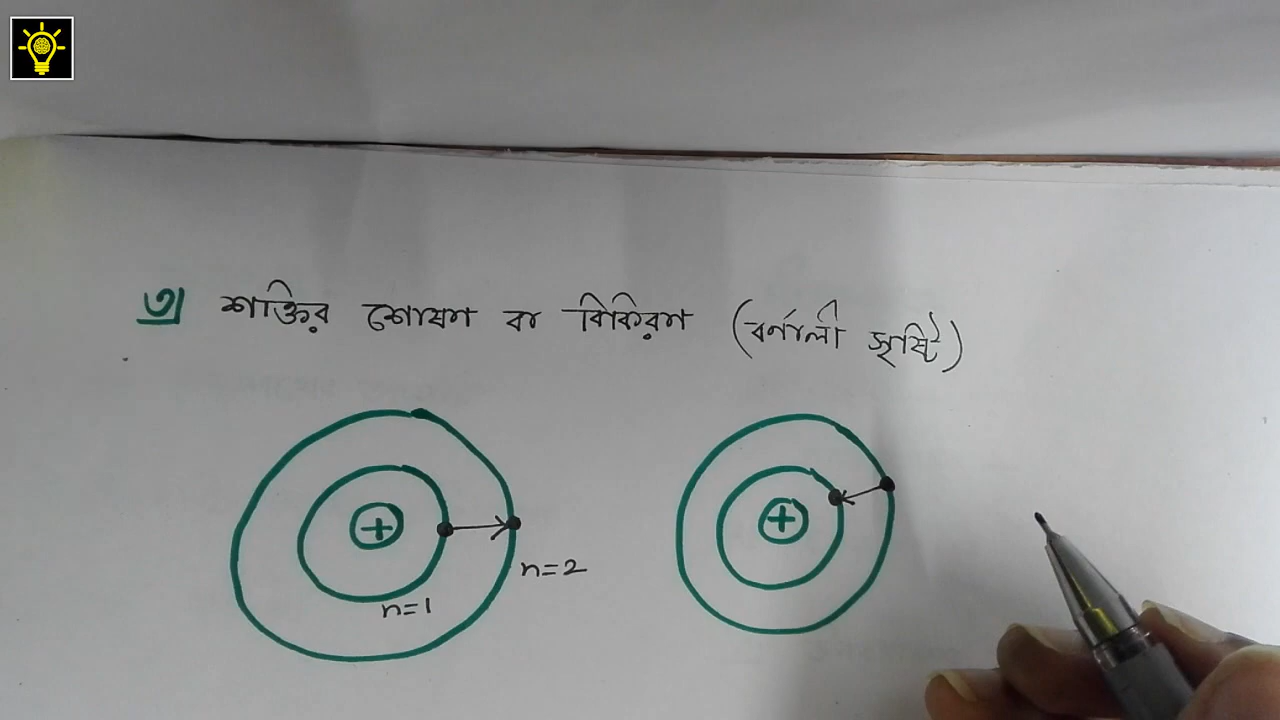 ৩। শক্তির শোষণ বা বিকিরণ (বর্ণালী সৃষ্টি)
+
+
n=2
n=1